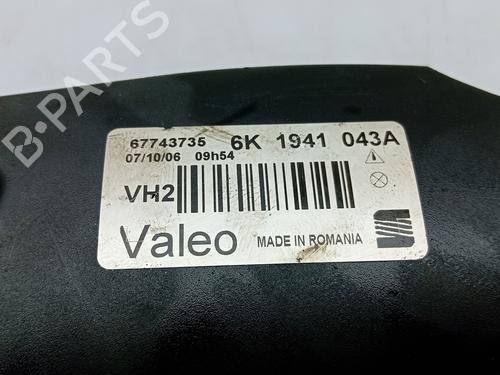 B-PARTS
67743735 6K 1941 043A
07/10/06 09h54
VH2
Valeo MADE IN ROMANIA